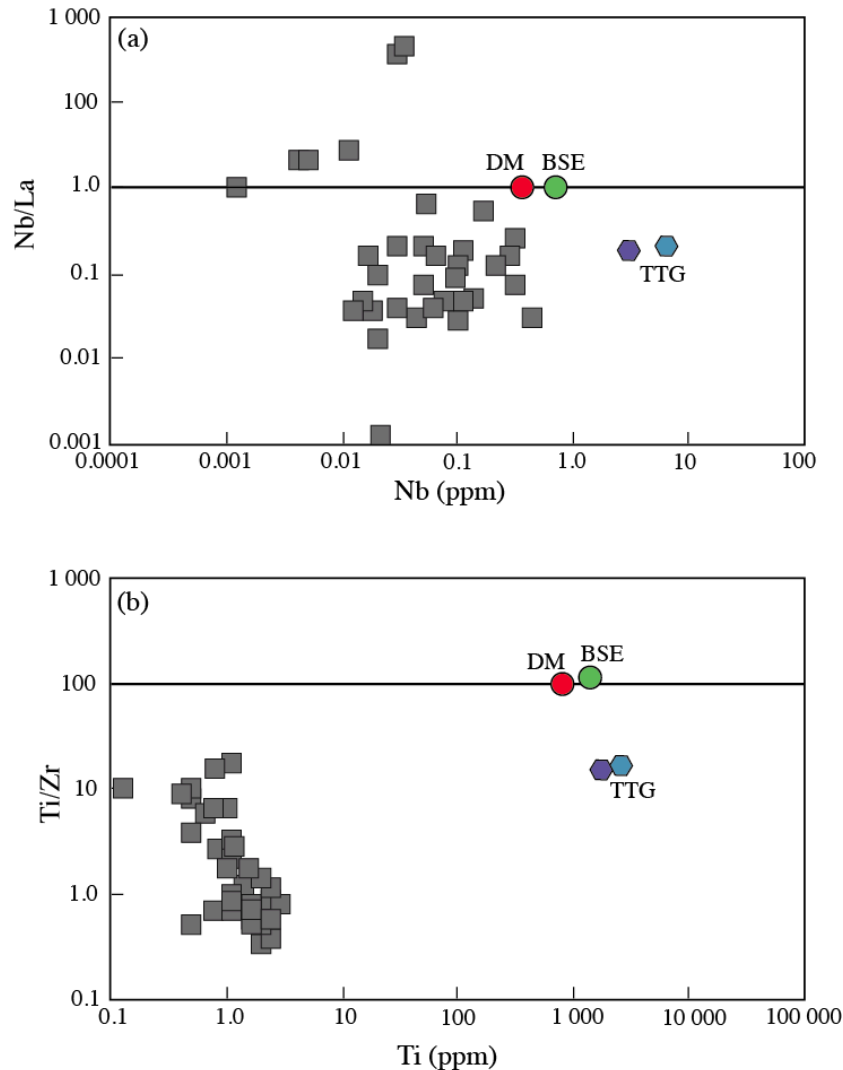 1 000
(a)
100
DM BSE
1.0
Nb/La
TTG
0.1
0.01
0.001
0.0001 0.001 0.01 0.1 1.0 10 100
Nb (ppm)
1 000
(b)
BSE
DM
100
Ti/Zr
TTG
10
1.0
0.1
0.1 1.0 10 100 1 000 10 000 100 000
Ti (ppm)